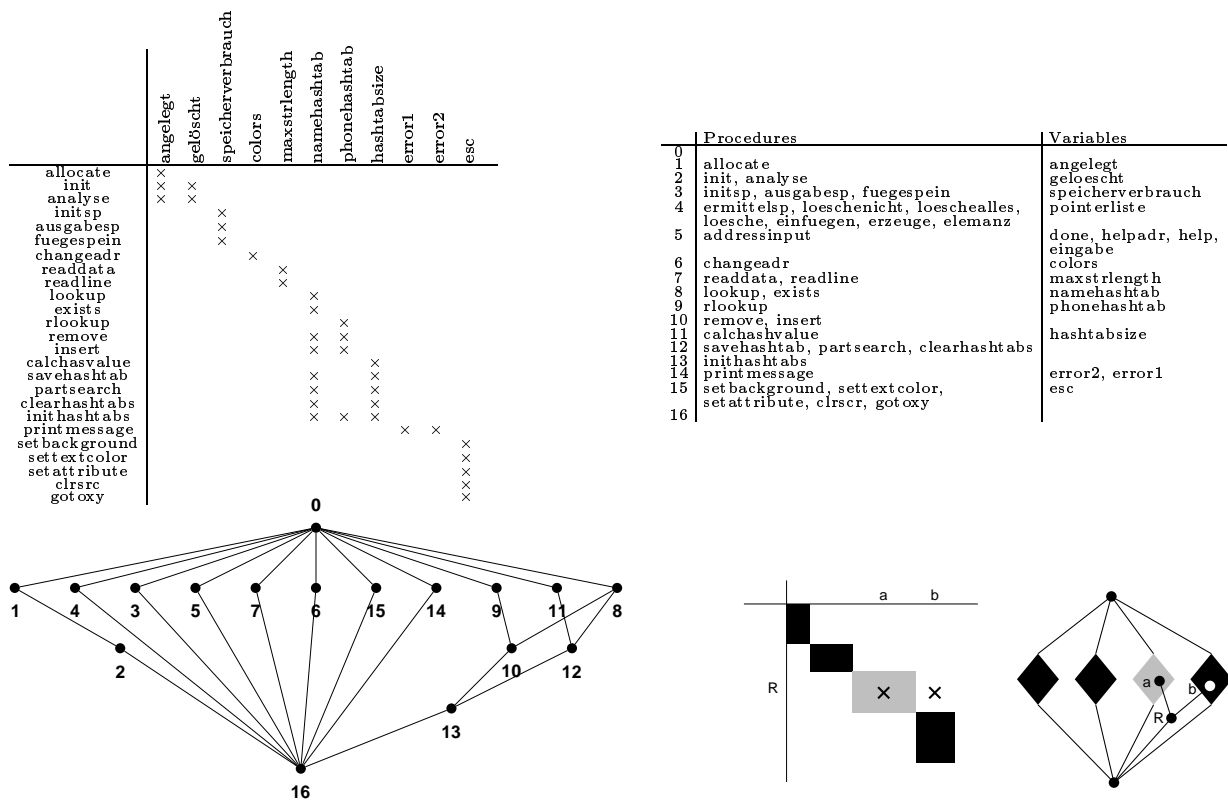 angelegt
gelöscht
speicherverbrauch
colors
maxstrlength
namehashtab
phonehashtab
hashtabsize
error1
error2
esc
allocate ×
init × ×
analyse × ×
initsp ×
ausgabesp ×
fuegespein ×
changeadr ×
readdata ×
readline ×
lookup ×
exists ×
rlookup ×
remove × ×
insert × ×
calchasvalue ×
savehashtab × ×
partsearch × ×
clearhashtabs × ×
inithashtabs × × ×
printmessage × ×
setbackground ×
settextcolor ×
setattribute ×
clrsrc ×
gotoxy ×
Procedures Variables
0
1 allocate angelegt
2 init, analyse geloescht
3 initsp, ausgabesp, fuegespein speicherverbrauch
4 ermittelsp, loeschenicht, loeschealles, pointerliste
loesche, einfuegen, erzeuge, elemanz
5 addressinput done, helpadr, help,
eingabe
6 changeadr colors
7 readdata, readline maxstrlength
8 lookup, exists namehashtab
9 rlookup phonehashtab
10 remove, insert
11 calchashvalue hashtabsize
12 savehashtab, partsearch, clearhashtabs
13 inithashtabs
14 printmessage error2, error1
15 setbackground, settextcolor, esc
setattribute, clrscr, gotoxy
16
0
1 4 3 5 7 6 15 14 9 11 8
2 10 12
13
16
a b
R × ×
a b
R